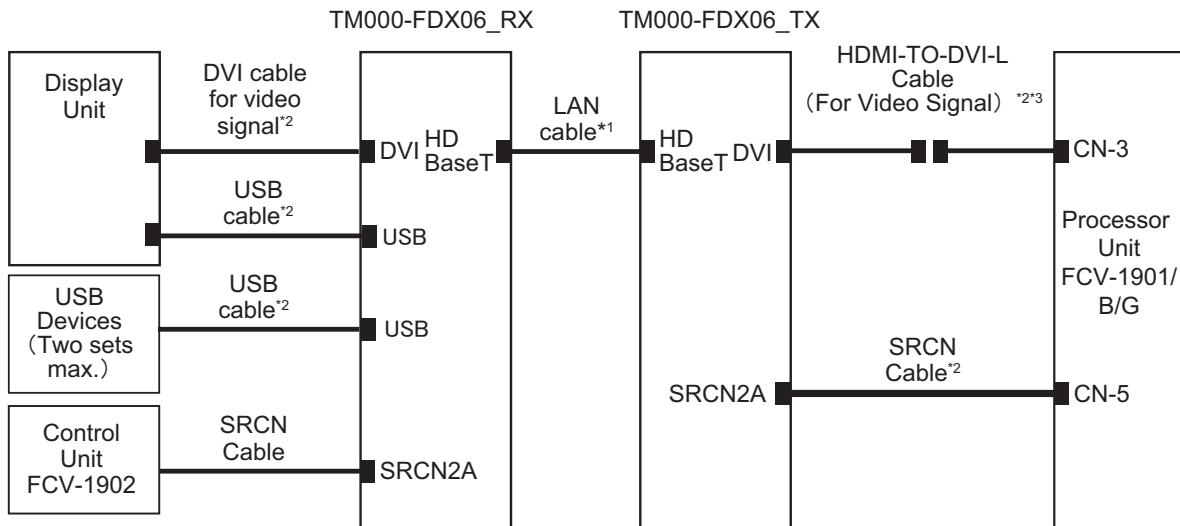 TM000-FDX06_RX
TM000-FDX06_TX
Display
Unit
DVI cable
for video
signal*2
DVI
HD
BaseT
LAN
cable*1
HD
BaseT
DVI
HDMI-TO-DVI-L
Cable
（For Video Signal）*2*3
CN-3
USB
cable*2
USB
Processor
Unit
FCV-1901/
B/G
USB
Devices
（Two sets
max.）
USB
cable*2
USB
SRCN
Cable*2
SRCN2A
CN-5
Control
Unit
FCV-1902
SRCN
Cable
SRCN2A